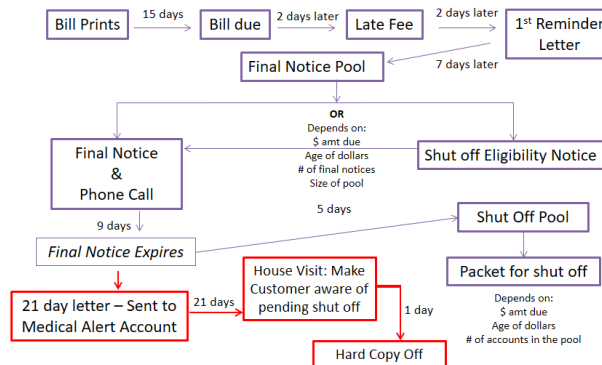 Bill Prints
15 days
Bill due
2 days later
Late Fee
2 days later
1st Reminder
Letter
7 days later
Final Notice Pool
OR
Depends on:
$ amt due
Age of dollars
# of final notices
Size of pool
Final Notice
&
Phone Call
Shut off Eligibility Notice
9 days
5 days
Final Notice Expires
Shut Off Pool
Packet for shut off
Depends on:
$ amt due
Age of dollars
# of accounts in the pool
21 day letter – Sent to
Medical Alert Account
21 days
House Visit: Make
Customer aware of
pending shut off
1 day
Hard Copy Off